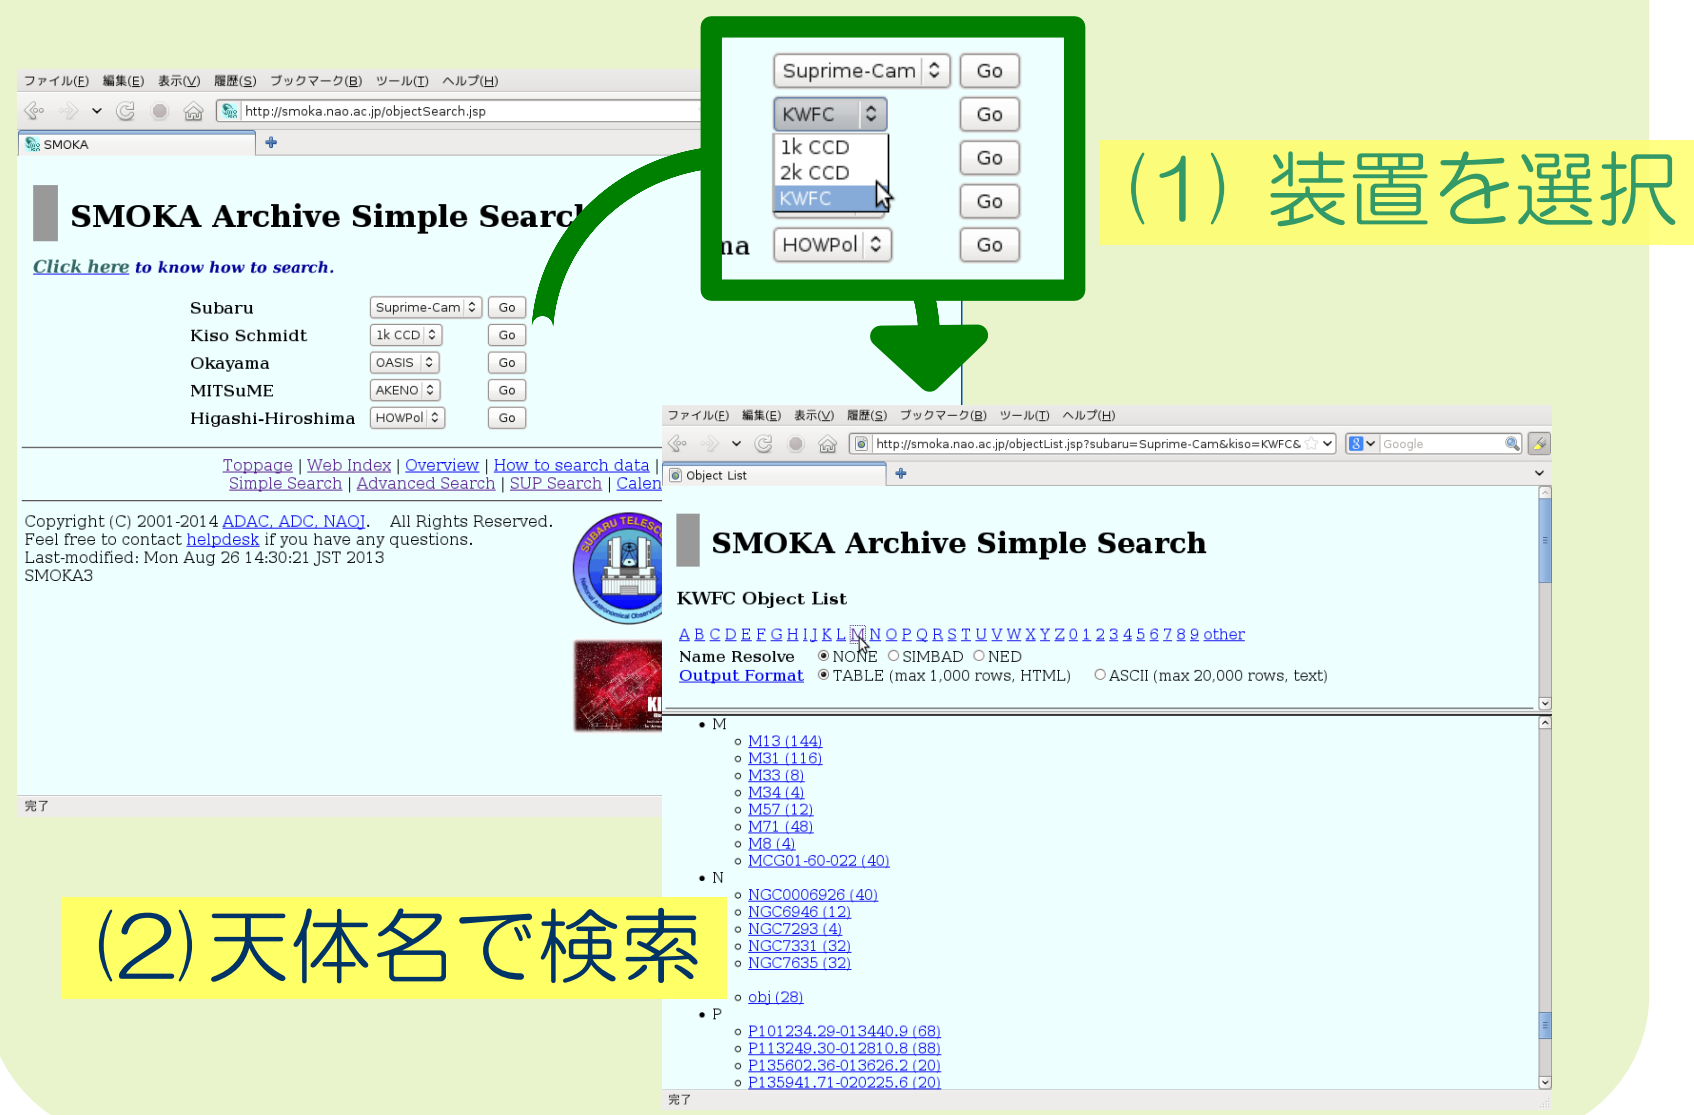 ファイル(F) 編集(E) 表示(V) 履歴(S) ブックマーク(B) ツール(T) ヘルプ(H)
http://smoka.nao.ac.jp/objectSearch.jsp
SMOKA
SMOKA Archive Simple Search
Click here to know how to search.
Subaru Suprime-Cam Go
Kiso Schmidt 1k CCD Go
Okayama OASIS Go
MITSuME AKENO Go
Higashi-Hiroshima HOWPol Go
Toppage | Web Index | Overview | How to search data |
Simple Search | Advanced Search | SUP Search | Calen
Copyright (C) 2001-2014 ADAC, ADC, NAOJ. All Rights Reserved.
Feel free to contact helpdesk if you have any questions.
Last-modified: Mon Aug 26 14:30:21 JST 2013
SMOKA3
SUBARU TELESC
National Astronomical Observat
KI
完了
Suprime-Cam Go
KWFC Go
1k CCD
Go
2k CCD
KWFC
Go
ma HOWPol Go
(1) 装置を選択
ファイル(F) 編集(E) 表示(V) 履歴(S) ブックマーク(B) ツール(T) ヘルプ(H)
http://smoka.nao.ac.jp/objectList.jsp?subaru=Suprime-Cam&kiso=KWFC& Google
Object List
SMOKA Archive Simple Search
KWFC Object List
A B C D E F G H I J K L M N O P Q R S T U V W X Y Z 0 1 2 3 4 5 6 7 8 9 other
Name Resolve NONE SIMBAD NED
Output Format TABLE (max 1,000 rows, HTML) ASCII (max 20,000 rows, text)
M
M13 (144)
M31 (116)
M33 (8)
M34 (4)
M57 (12)
M71 (48)
M8 (4)
MCG01-60-022 (40)
N
NGC0006926 (40)
NGC6946 (12)
NGC7293 (4)
NGC7331 (32)
NGC7635 (32)
obj (28)
P
P101234.29-013440.9 (68)
P113249.30-012810.8 (88)
P135602.36-013626.2 (20)
P135941.71-020225.6 (20)
完了
(2)天体名で検索